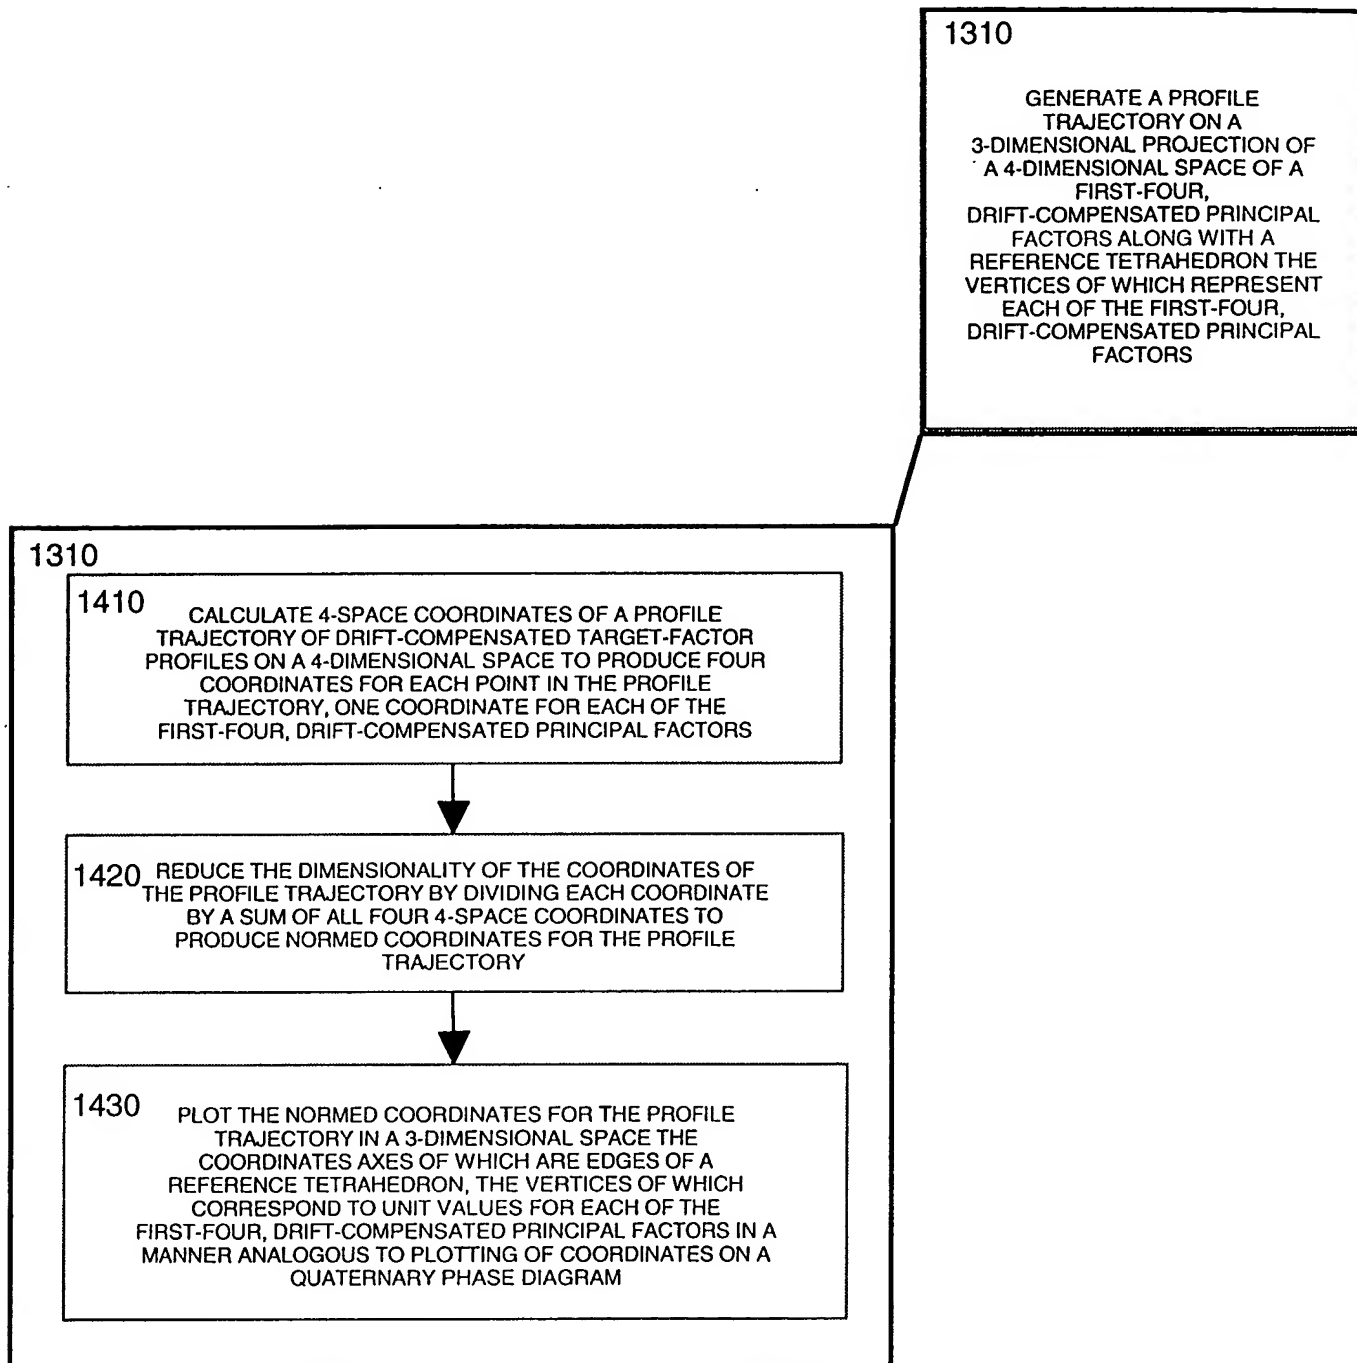 1310
GENERATE A PROFILE
TRAJECTORY ON A
3-DIMENSIONAL PROJECTION OF
A 4-DIMENSIONAL SPACE OF A
FIRST-FOUR,
DRIFT-COMPENSATED PRINCIPAL
FACTORS ALONG WITH A
REFERENCE TETRAHEDRON THE
VERTICES OF WHICH REPRESENT
EACH OF THE FIRST-FOUR,
DRIFT-COMPENSATED PRINCIPAL
FACTORS
1310
1410
CALCULATE 4-SPACE COORDINATES OF A PROFILE
TRAJECTORY OF DRIFT-COMPENSATED TARGET-FACTOR
PROFILES ON A 4-DIMENSIONAL SPACE TO PRODUCE FOUR
COORDINATES FOR EACH POINT IN THE PROFILE
TRAJECTORY, ONE COORDINATE FOR EACH OF THE
FIRST-FOUR, DRIFT-COMPENSATED PRINCIPAL FACTORS
1420
REDUCE THE DIMENSIONALITY OF THE COORDINATES OF
THE PROFILE TRAJECTORY BY DIVIDING EACH COORDINATE
BY A SUM OF ALL FOUR 4-SPACE COORDINATES TO
PRODUCE NORMED COORDINATES FOR THE PROFILE
TRAJECTORY
1430
PLOT THE NORMED COORDINATES FOR THE PROFILE
TRAJECTORY IN A 3-DIMENSIONAL SPACE THE
COORDINATES AXES OF WHICH ARE EDGES OF A
REFERENCE TETRAHEDRON, THE VERTICES OF WHICH
CORRESPOND TO UNIT VALUES FOR EACH OF THE
FIRST-FOUR, DRIFT-COMPENSATED PRINCIPAL FACTORS IN A
MANNER ANALOGOUS TO PLOTTING OF COORDINATES ON A
QUATERNARY PHASE DIAGRAM